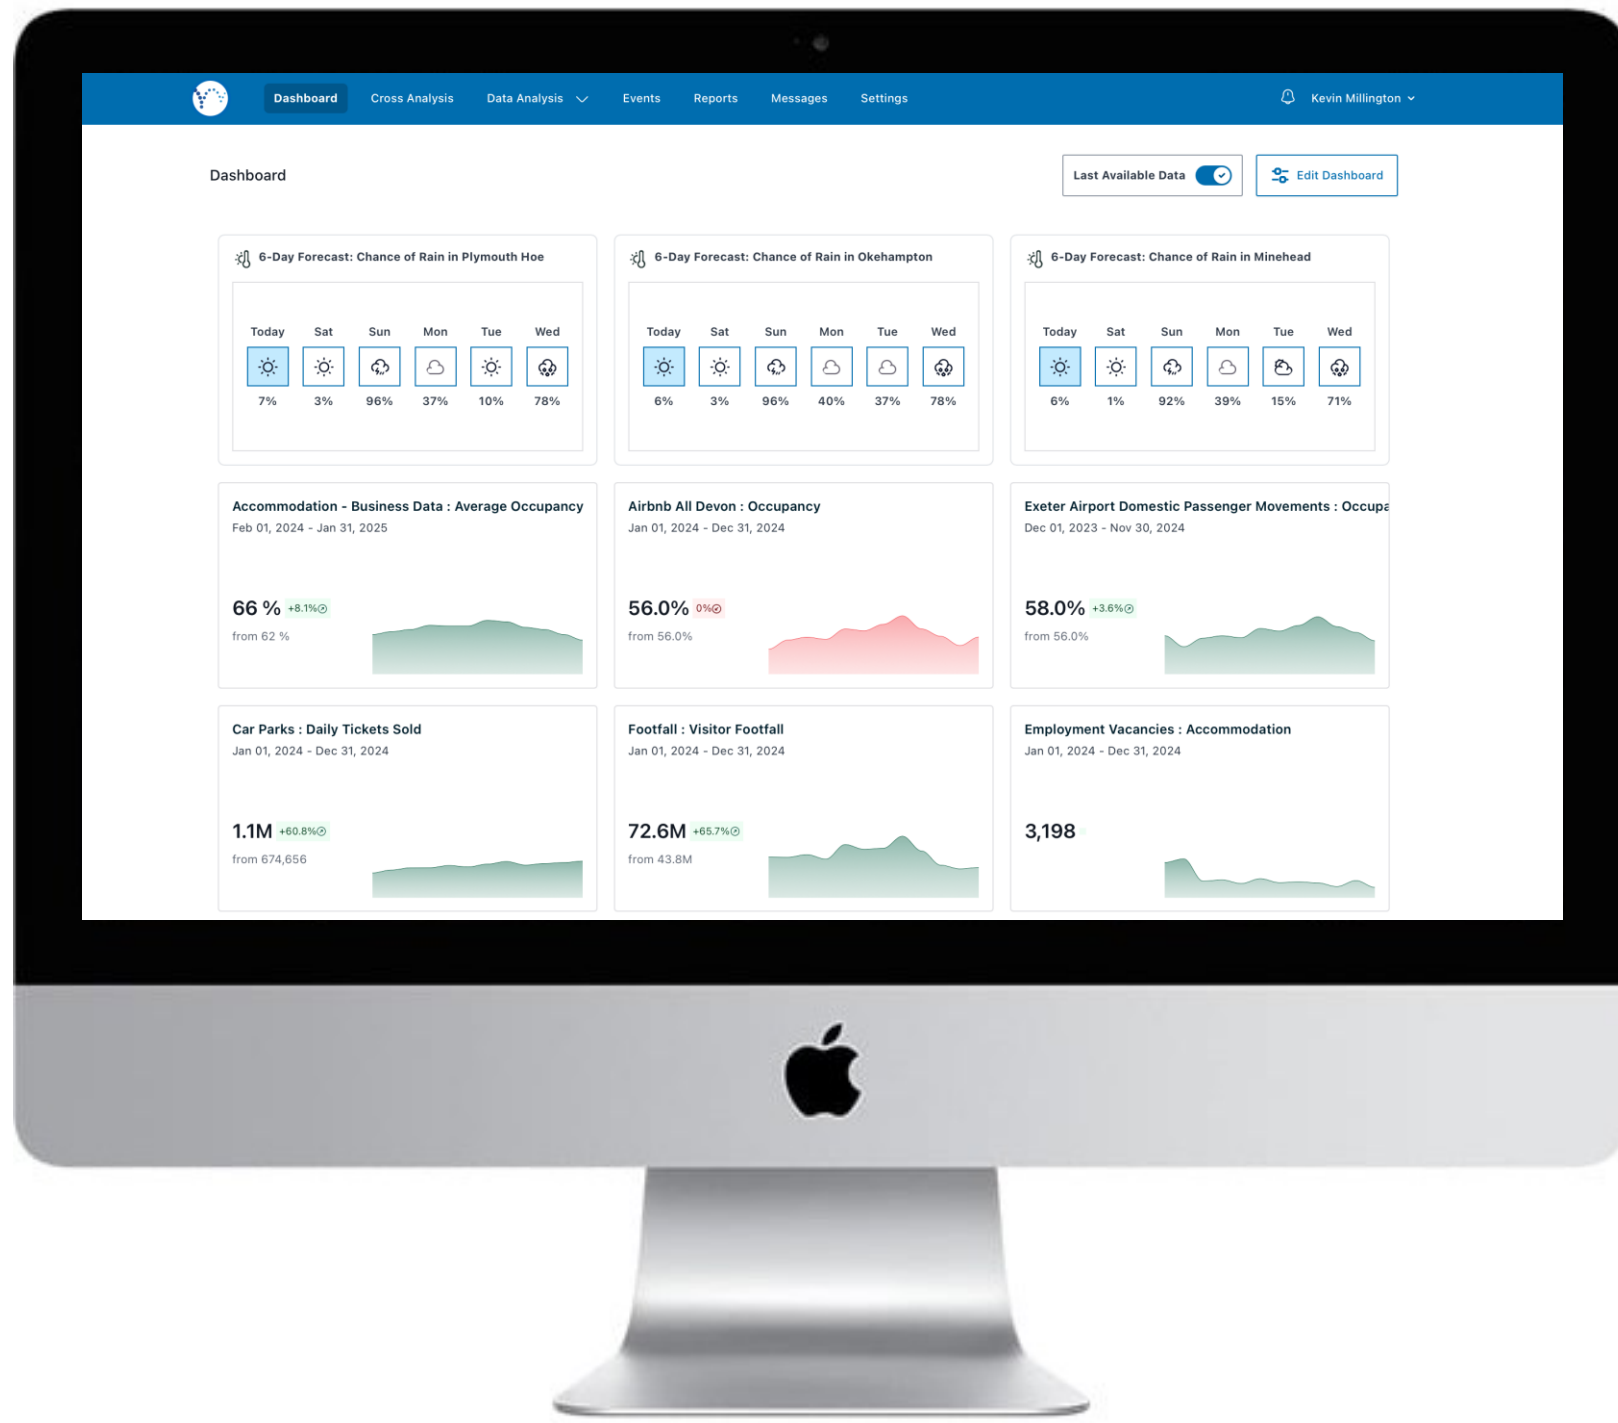 Dashboard Cross Analysis Data Analysis Events Reports Messages Settings Kevin Millington
Dashboard
Last Available Data
Edit Dashboard
6-Day Forecast: Chance of Rain in Plymouth Hoe
Today Sat Sun Mon Tue Wed
7% 3% 96% 37% 10% 78%
6-Day Forecast: Chance of Rain in Okehampton
Today Sat Sun Mon Tue Wed
6% 3% 96% 40% 37% 78%
6-Day Forecast: Chance of Rain in Minehead
Today Sat Sun Mon Tue Wed
6% 1% 92% 39% 15% 71%
Accommodation - Business Data : Average Occupancy
Feb 01, 2024 - Jan 31, 2025
66 % +8.1%
from 62 %
Airbnb All Devon : Occupancy
Jan 01, 2024 - Dec 31, 2024
56.0% 0%
from 56.0%
Exeter Airport Domestic Passenger Movements : Occupa
Dec 01, 2023 - Nov 30, 2024
58.0% +3.6%
from 56.0%
Car Parks : Daily Tickets Sold
Jan 01, 2024 - Dec 31, 2024
1.1M +60.8%
from 674,656
Footfall : Visitor Footfall
Jan 01, 2024 - Dec 31, 2024
72.6M +65.7%
from 43.8M
Employment Vacancies : Accommodation
Jan 01, 2024 - Dec 31, 2024
3,198